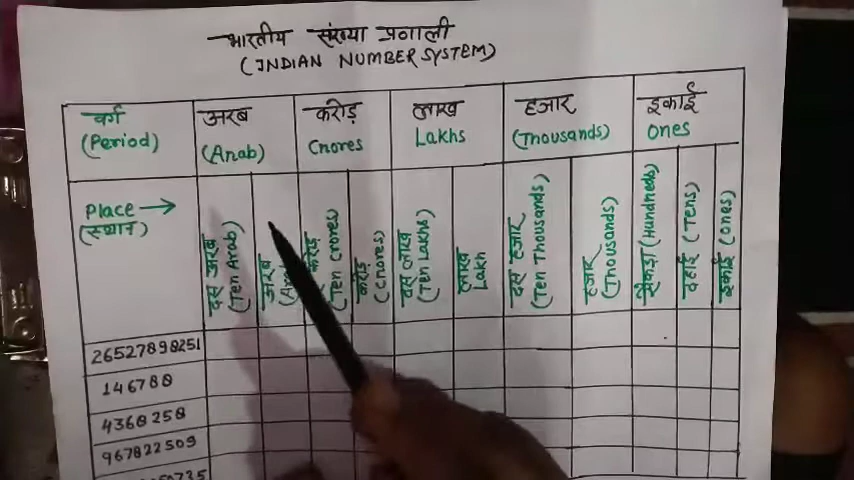 भारतीय संख्या प्रणाली
(INDIAN NUMBER SYSTEM)
वर्ग
(Period)
अरब
(Arab)
करोड़
Crores
लाख
Lakhs
हजार
(Thousands)
इकाई
ones
Place →
(स्थान)
दस अरब
(Ten Arab)
अरब
करोड़
(Ten Crores)
करोड़
(Crores)
दस लाख
(Ten Lakhs)
लाख
Lakh
दस हजार
(Ten Thousands)
हजार
(Thousands)
सैकड़ा (Hundreds)
दहाई (Tens)
इकाई (ones)
26527898251
146788
4368258
967822509